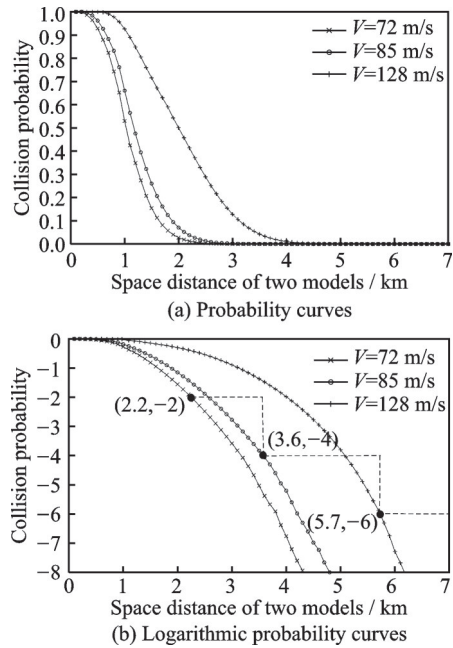 1.0
0.9
0.8
0.7
0.6
0.5
0.4
0.3
0.2
0.1
0.0
Collision probability
V=72 m/s
V=85 m/s
V=128 m/s
0 1 2 3 4 5 6 7
Space distance of two models / km
(a) Probability curves
0
-1
-2
-3
-4
-5
-6
-7
-8
Collision probability
V=72 m/s
V=85 m/s
V=128 m/s
(2.2,-2)
(3.6,-4)
(5.7,-6)
0 1 2 3 4 5 6 7
Space distance of two models / km
(b) Logarithmic probability curves